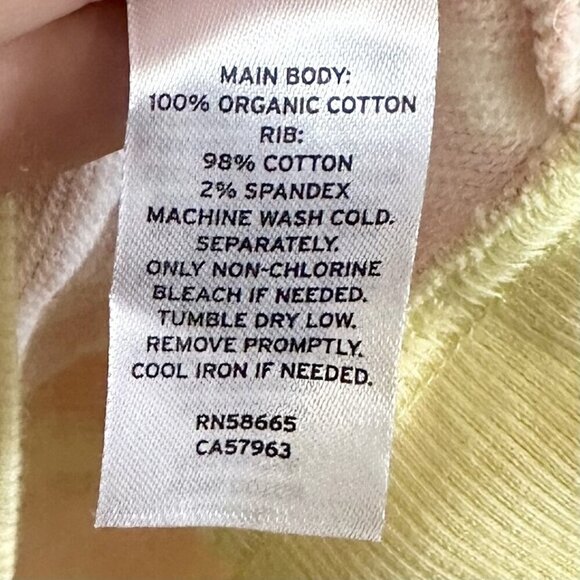 MAIN BODY:
100% ORGANIC COTTON
RIB:
98% COTTON
2% SPANDEX
MACHINE WASH COLD.
SEPARATELY.
ONLY NON-CHLORINE
BLEACH IF NEEDED.
TUMBLE DRY LOW.
REMOVE PROMPTLY.
COOL IRON IF NEEDED.
RN58665
CA57963